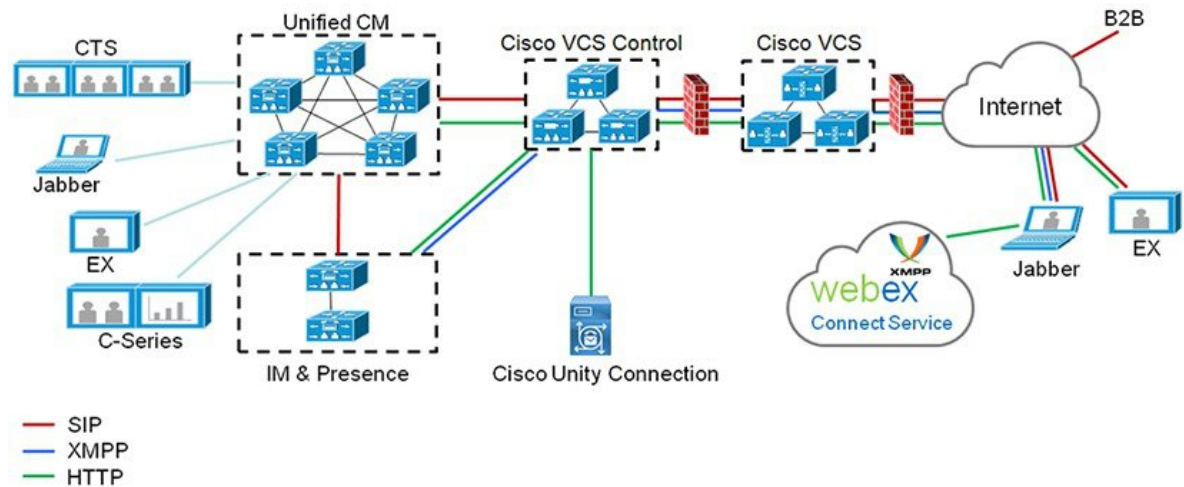 Unified CM
CTS
Cisco VCS Control
Cisco VCS
B2B
Internet
Jabber
EX
C-Series
IM & Presence
Cisco Unity Connection
XMPP
webex
Connect Service
Jabber
EX
SIP
XMPP
HTTP